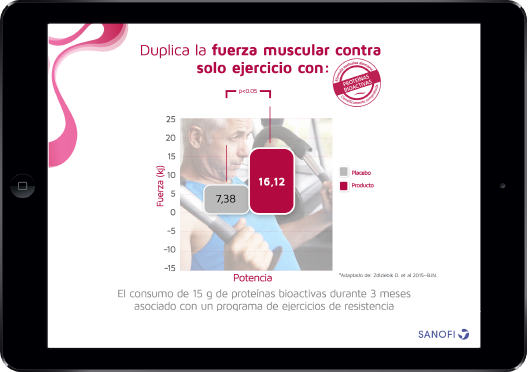 Duplica la fuerza muscular contra
solo ejercicio con:
PROTEÍNAS
BIOACTIVAS
p<0.05
25
20
15
10
5
0
-5
-10
-15
Fuerza (kj)
7,38
16,12
Placebo
Producto
Potencia
*Adaptado de: Zdzieblik D. et al 2015-BJN.
El consumo de 15 g de proteínas bioactivas durante 3 meses
asociado con un programa de ejercicios de resistencia
SANOFI